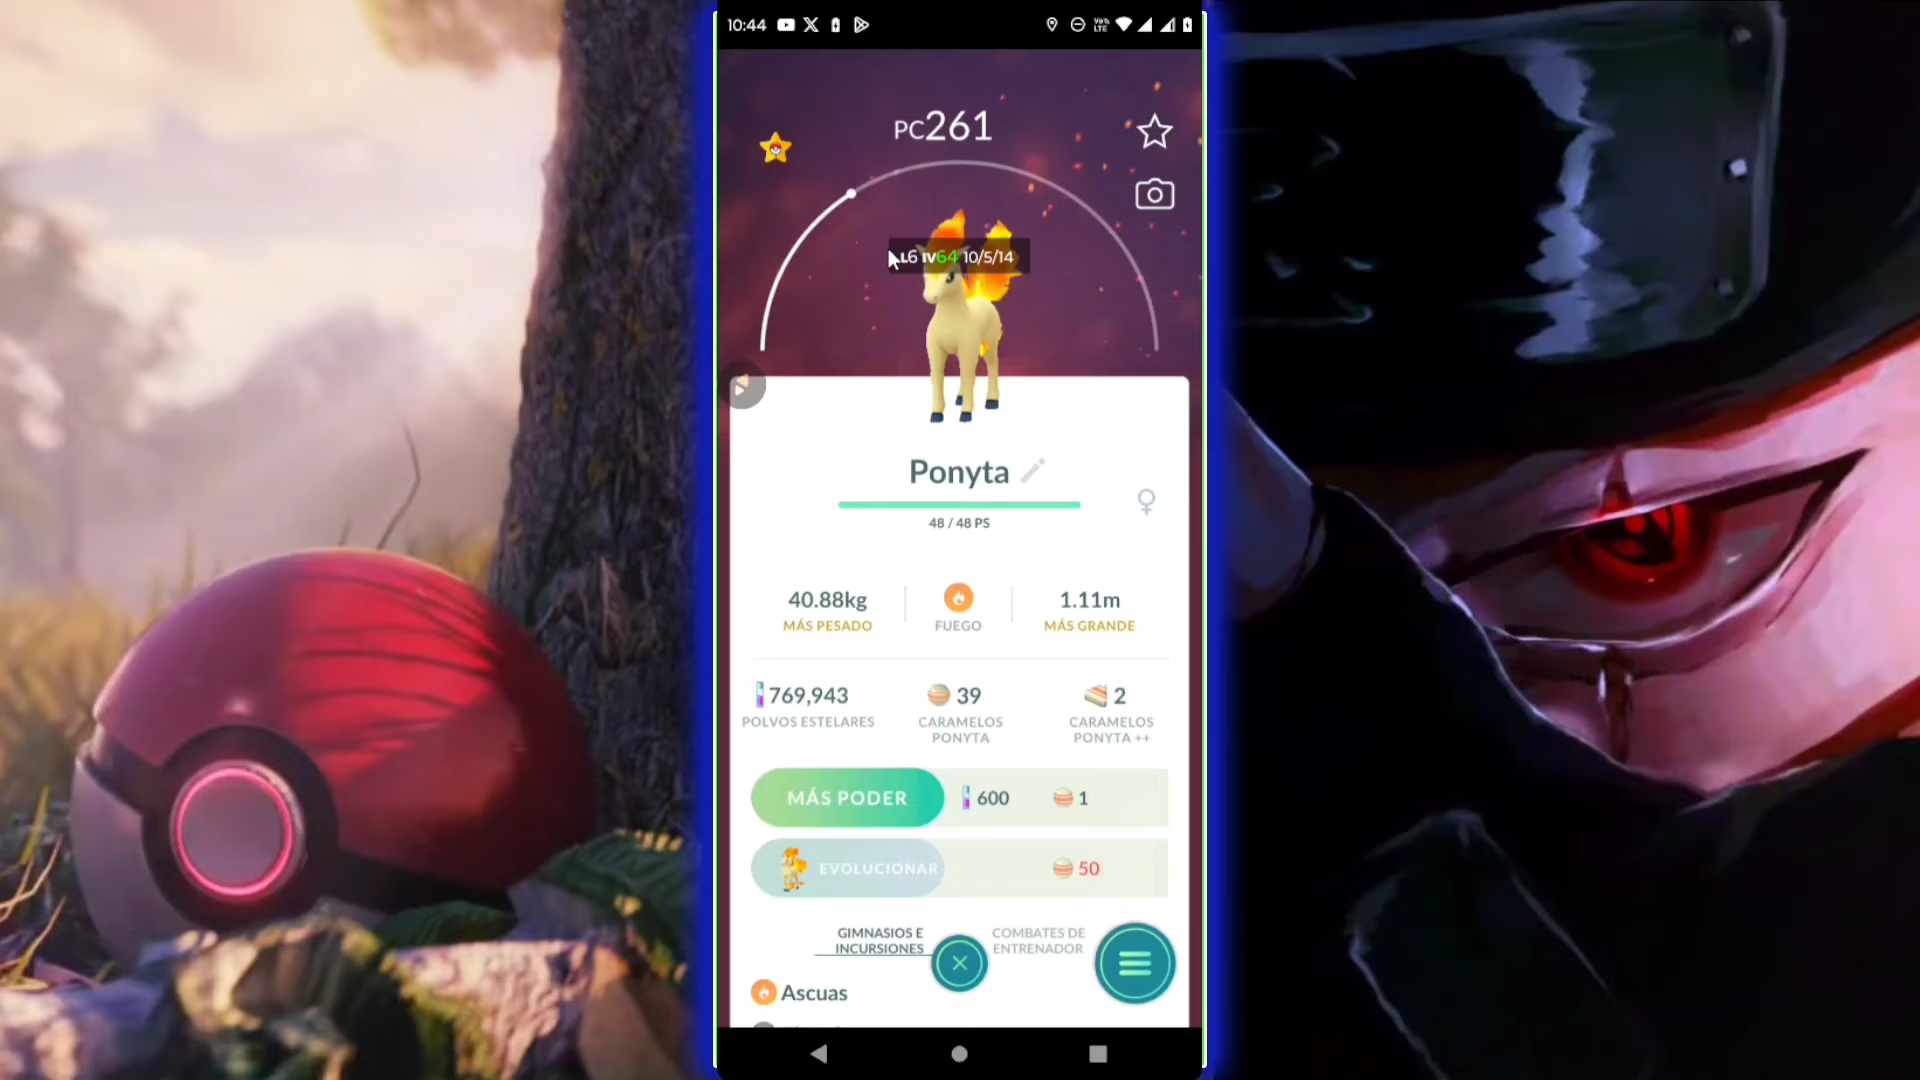 10:44
VoLTE
PC261
L6 IV64 10/5/14
Ponyta
48 / 48 PS
40.88kg
MÁS PESADO
FUEGO
1.11m
MÁS GRANDE
769,943
POLVOS ESTELARES
39
CARAMELOS
PONYTA
2
CARAMELOS
PONYTA ++
MÁS PODER
600
1
EVOLUCIONAR
50
GIMNASIOS E
INCURSIONES
COMBATES DE
ENTRENADOR
Ascuas